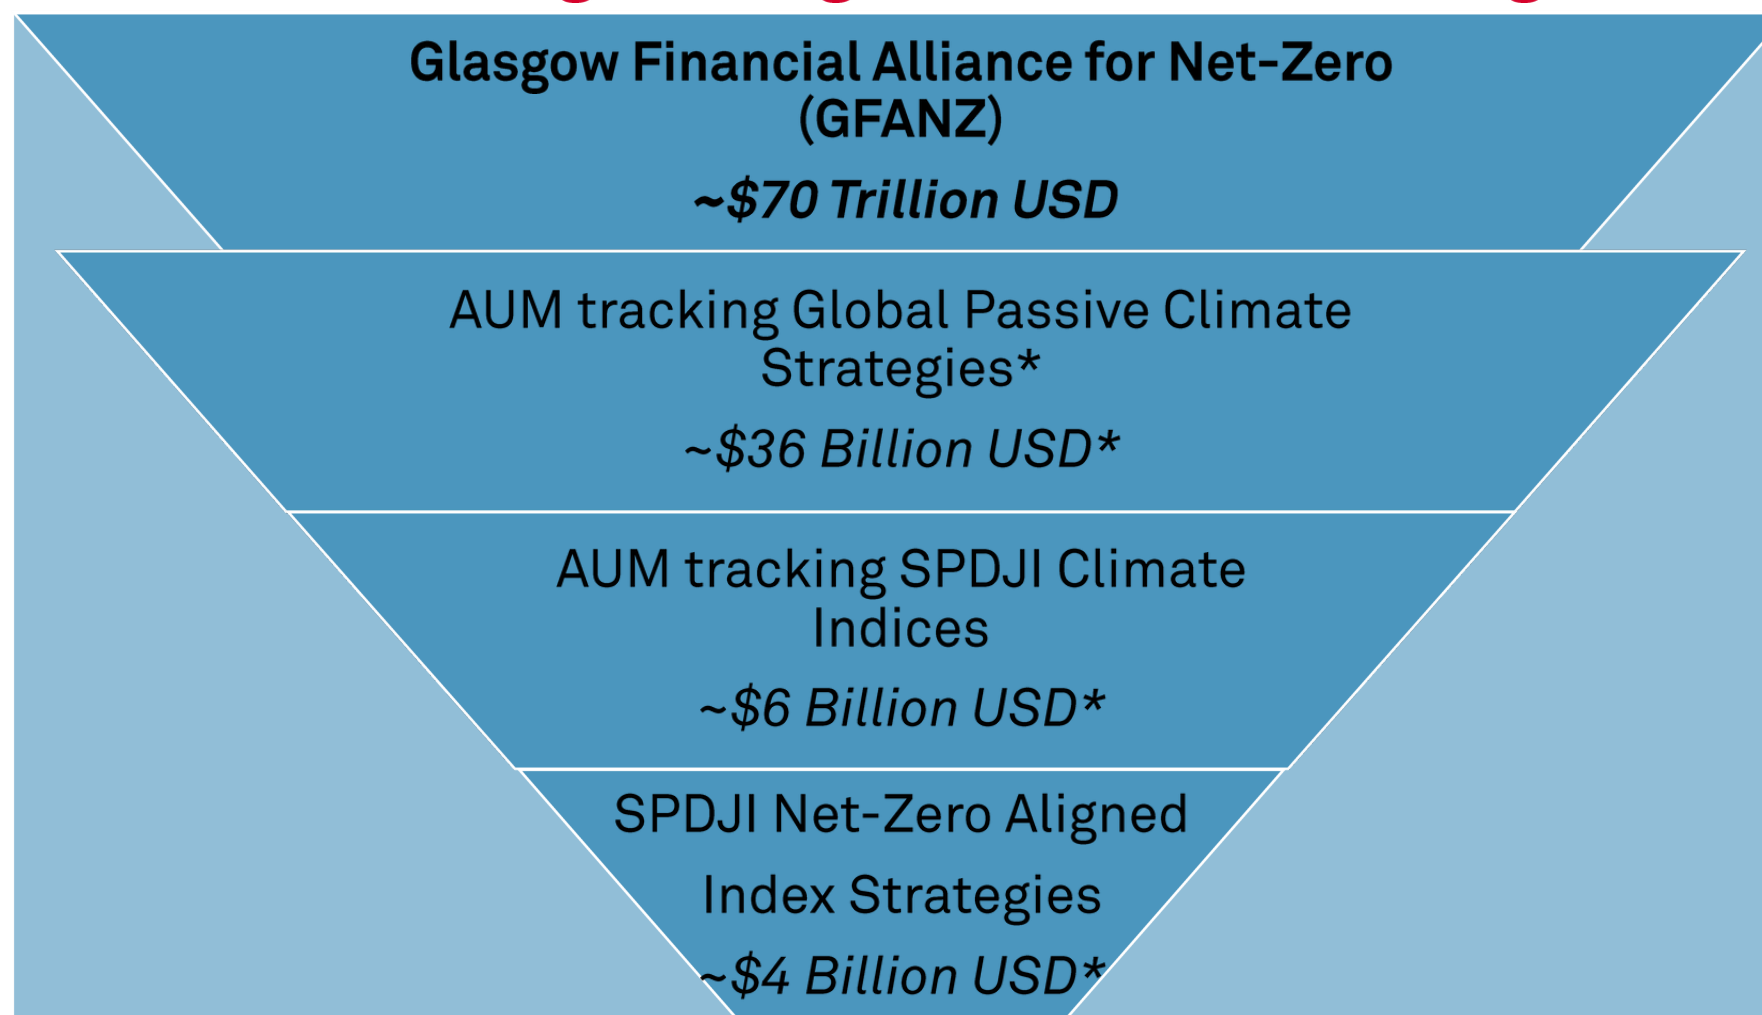 Glasgow Financial Alliance for Net-Zero
(GFANZ)
~$70 Trillion USD
AUM tracking Global Passive Climate
Strategies*
~$36 Billion USD*
AUM tracking SPDJI Climate
Indices
~$6 Billion USD*
SPDJI Net-Zero Aligned
Index Strategies
~$4 Billion USD*